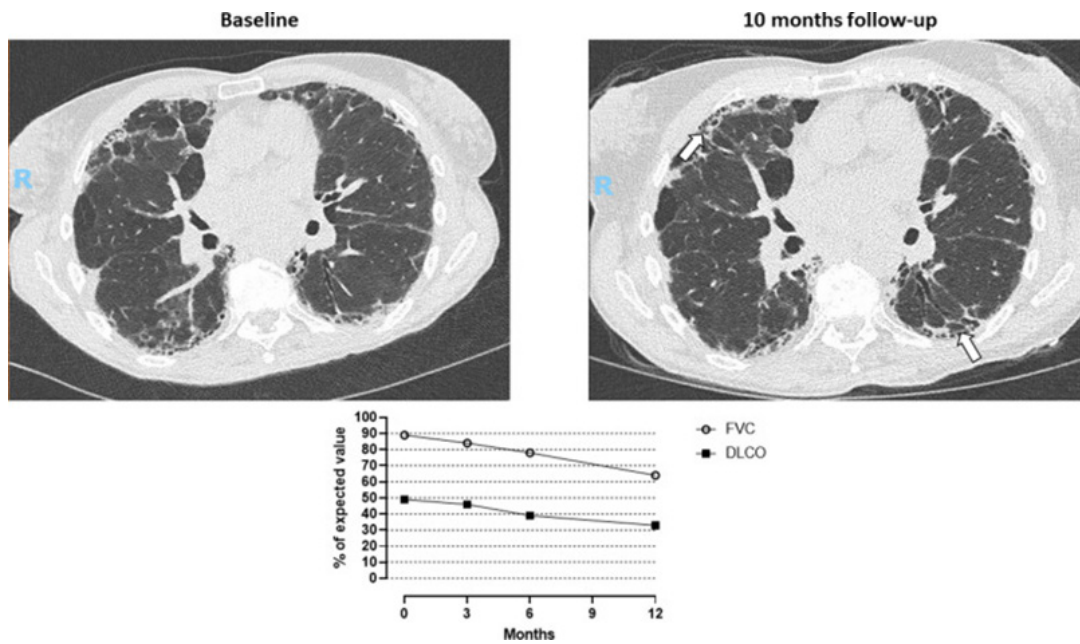 Baseline
10 months follow-up
R
R
% of expected value
100
90
80
70
60
50
40
30
20
10
0
0
3
6
9
12
Months
FVC
DLCO